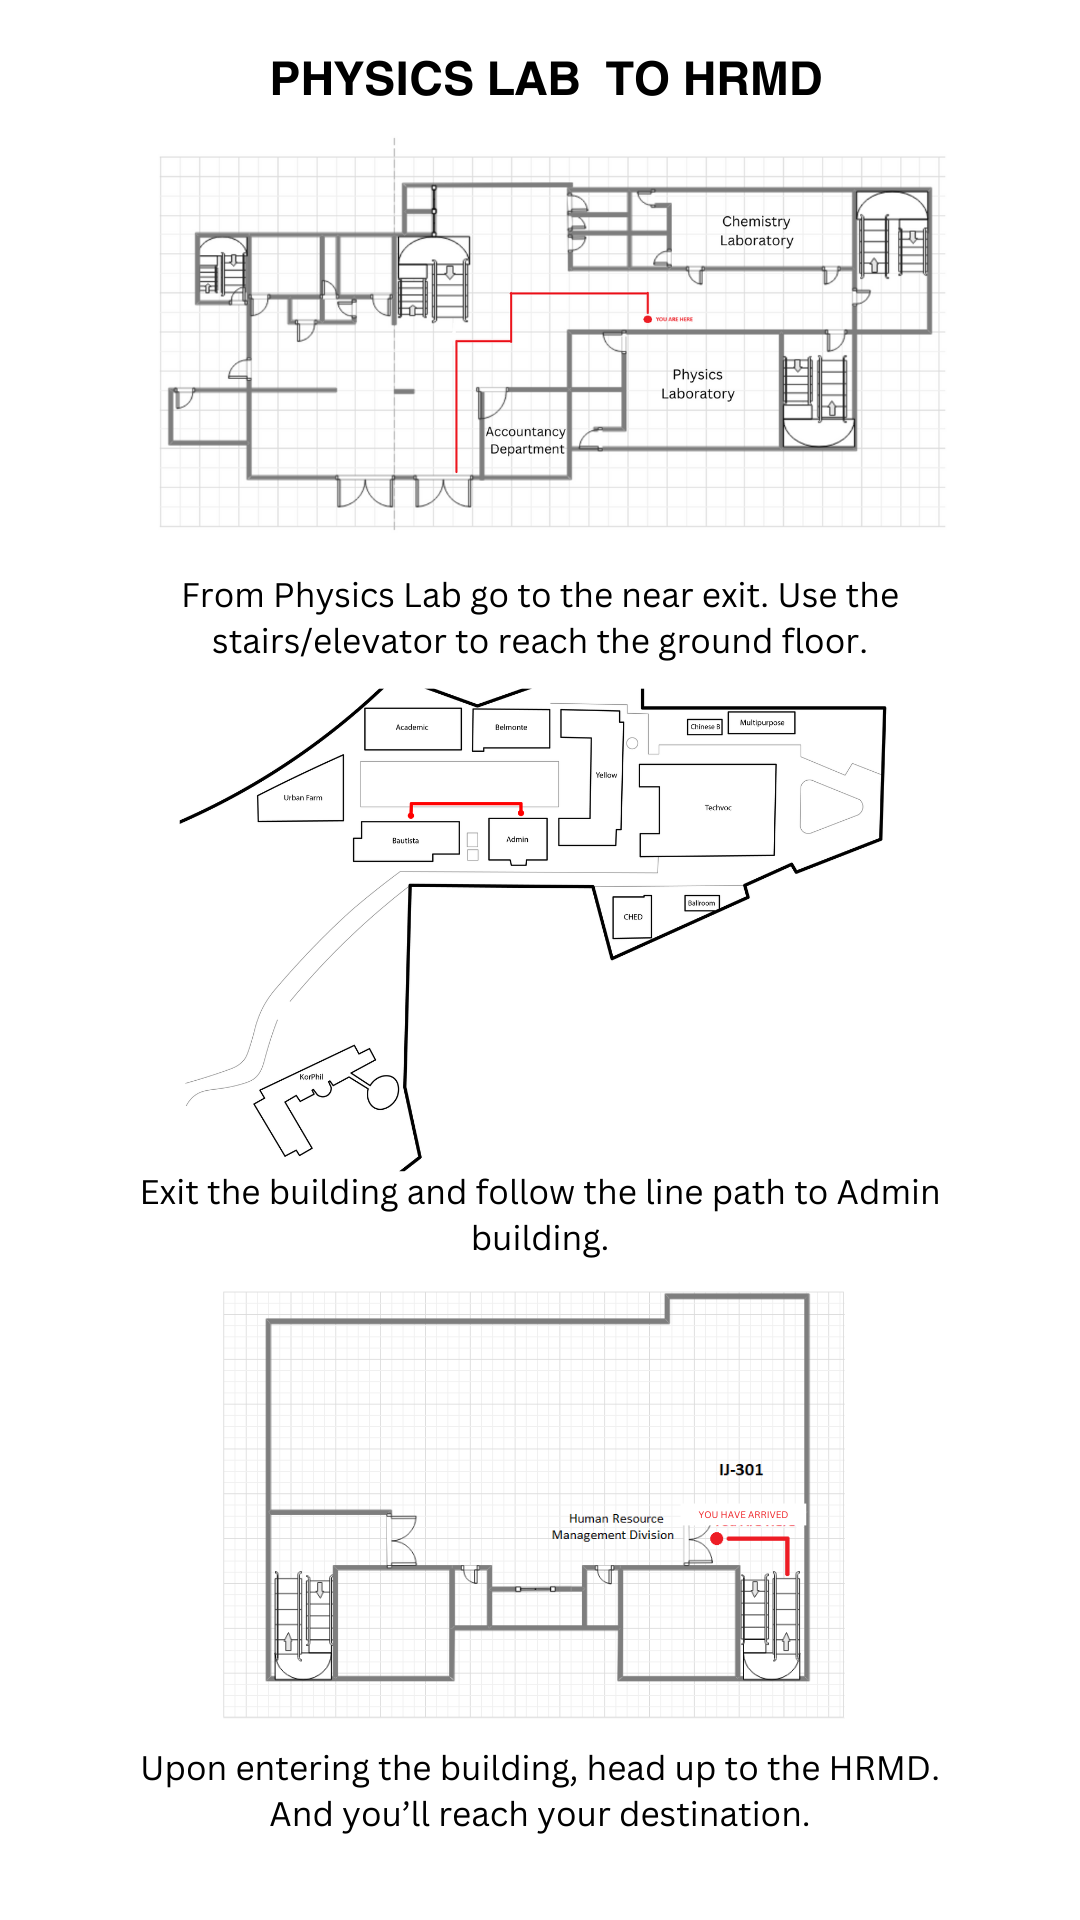 PHYSICS LAB TO HRMD
Chemistry
Laboratory
YOU ARE HERE
Physics
Laboratory
Accountancy
Department
From Physics Lab go to the near exit. Use the
stairs/elevator to reach the ground floor.
Academic
Belmonte
Chinese B
Multipurpose
Yellow
Urban Farm
Techvoc
Bautista
Admin
CHED
Ballroom
KorPhil
Exit the building and follow the line path to Admin
building.
IJ-301
YOU HAVE ARRIVED
Human Resource
Management Division
Upon entering the building, head up to the HRMD.
And you’ll reach your destination.